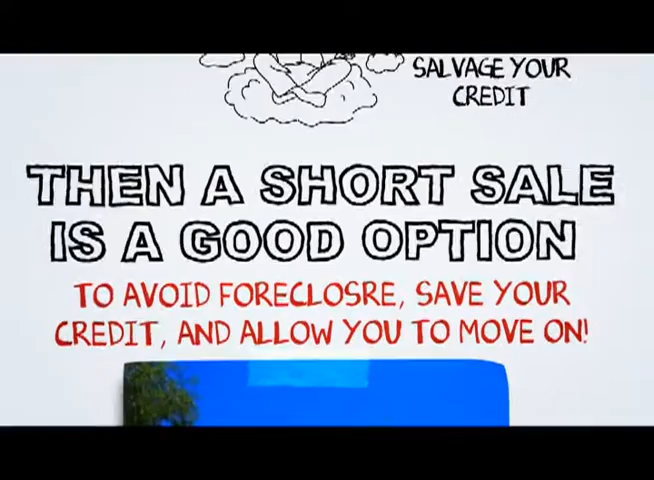 SALVAGE YOUR
CREDIT
THEN A SHORT SALE
IS A GOOD OPTION
TO AVOID FORECLOSRE, SAVE YOUR
CREDIT, AND ALLOW YOU TO MOVE ON!